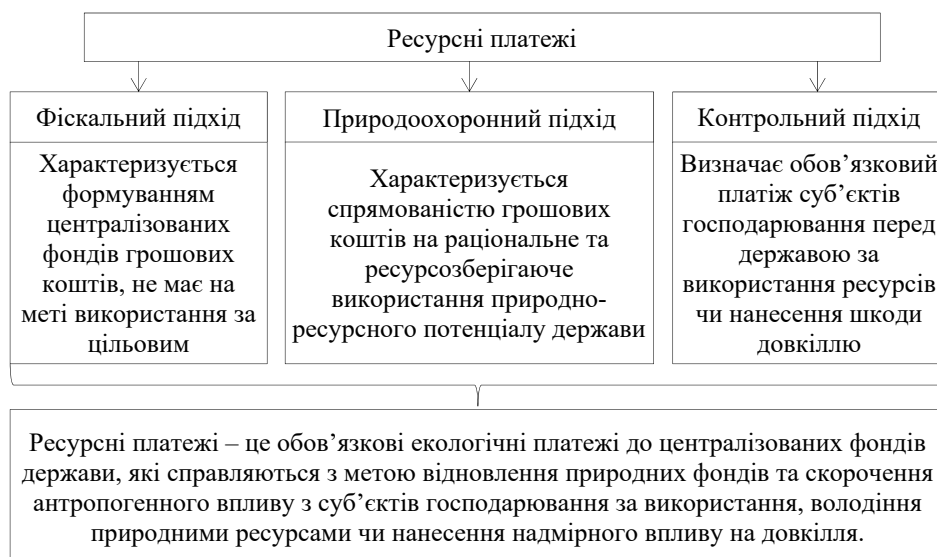 Ресурсні платежі
Фіскальний підхід
Характеризується
формуванням
централізованих
фондів грошових
коштів, не має на
меті використання за
цільовим
Природоохоронний підхід
Характеризується
спрямованістю грошових
коштів на раціональне та
ресурсозберігаюче
використання природно-
ресурсного потенціалу держави
Контрольний підхід
Визначає обов’язковий
платіж суб’єктів
господарювання перед
державою за
використання ресурсів
чи нанесення шкоди
довкіллю
Ресурсні платежі – це обов’язкові екологічні платежі до централізованих фондів
держави, які справляються з метою відновлення природних фондів та скорочення
антропогенного впливу з суб’єктів господарювання за використання, володіння
природними ресурсами чи нанесення надмірного впливу на довкілля.